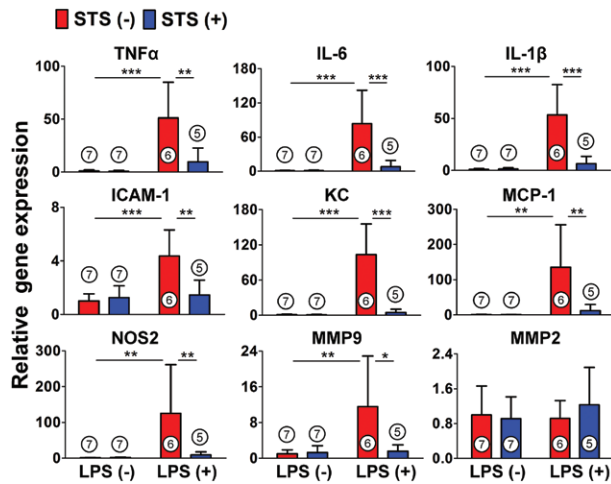 STS (-) STS (+)
Relative gene expression
TNFα
100
50
0
***
**
7 7 6 5
IL-6
180
120
60
0
***
***
7 7 6 5
IL-1β
100
50
0
***
***
7 7 6 5
ICAM-1
8
4
0
***
**
7 7 6 5
KC
180
120
60
0
***
***
7 7 6 5
MCP-1
300
200
100
0
**
**
7 7 6 5
NOS2
300
200
100
0
**
**
7 7 6 5
MMP9
24
16
8
0
**
*
7 7 6 5
MMP2
2.4
1.6
0.8
0.0
7 7 6 5
LPS (-) LPS (+) LPS (-) LPS (+) LPS (-) LPS (+)